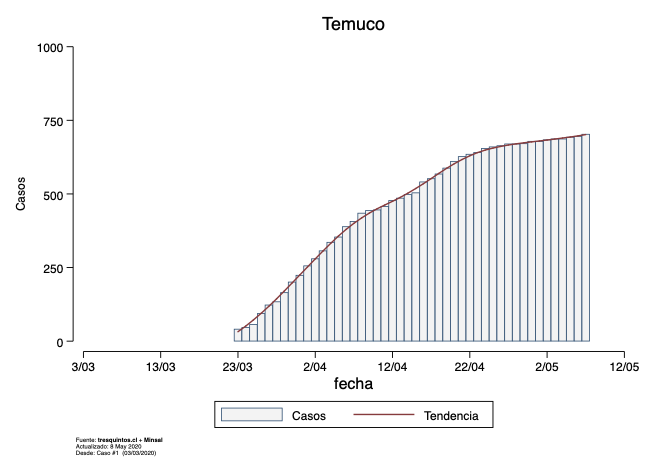 Temuco
1000
750
500
250
0
Casos
3/03 13/03 23/03 2/04 12/04 22/04 2/05 12/05
fecha
Casos Tendencia
Fuente: tresquintos.cl + Minsal
Actualizado: 8 May 2020
Desde: Caso #1 (03/03/2020)